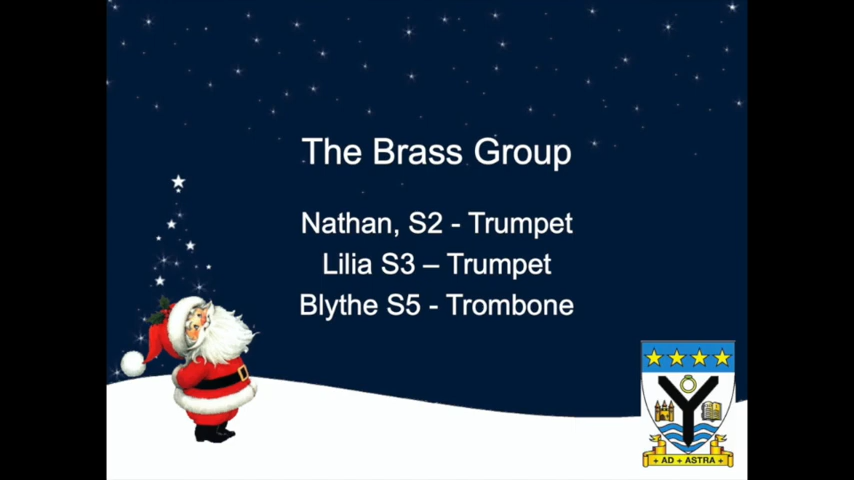 The Brass Group
Nathan, S2 - Trumpet
Lilia S3 – Trumpet
Blythe S5 - Trombone
+ AD + ASTRA +